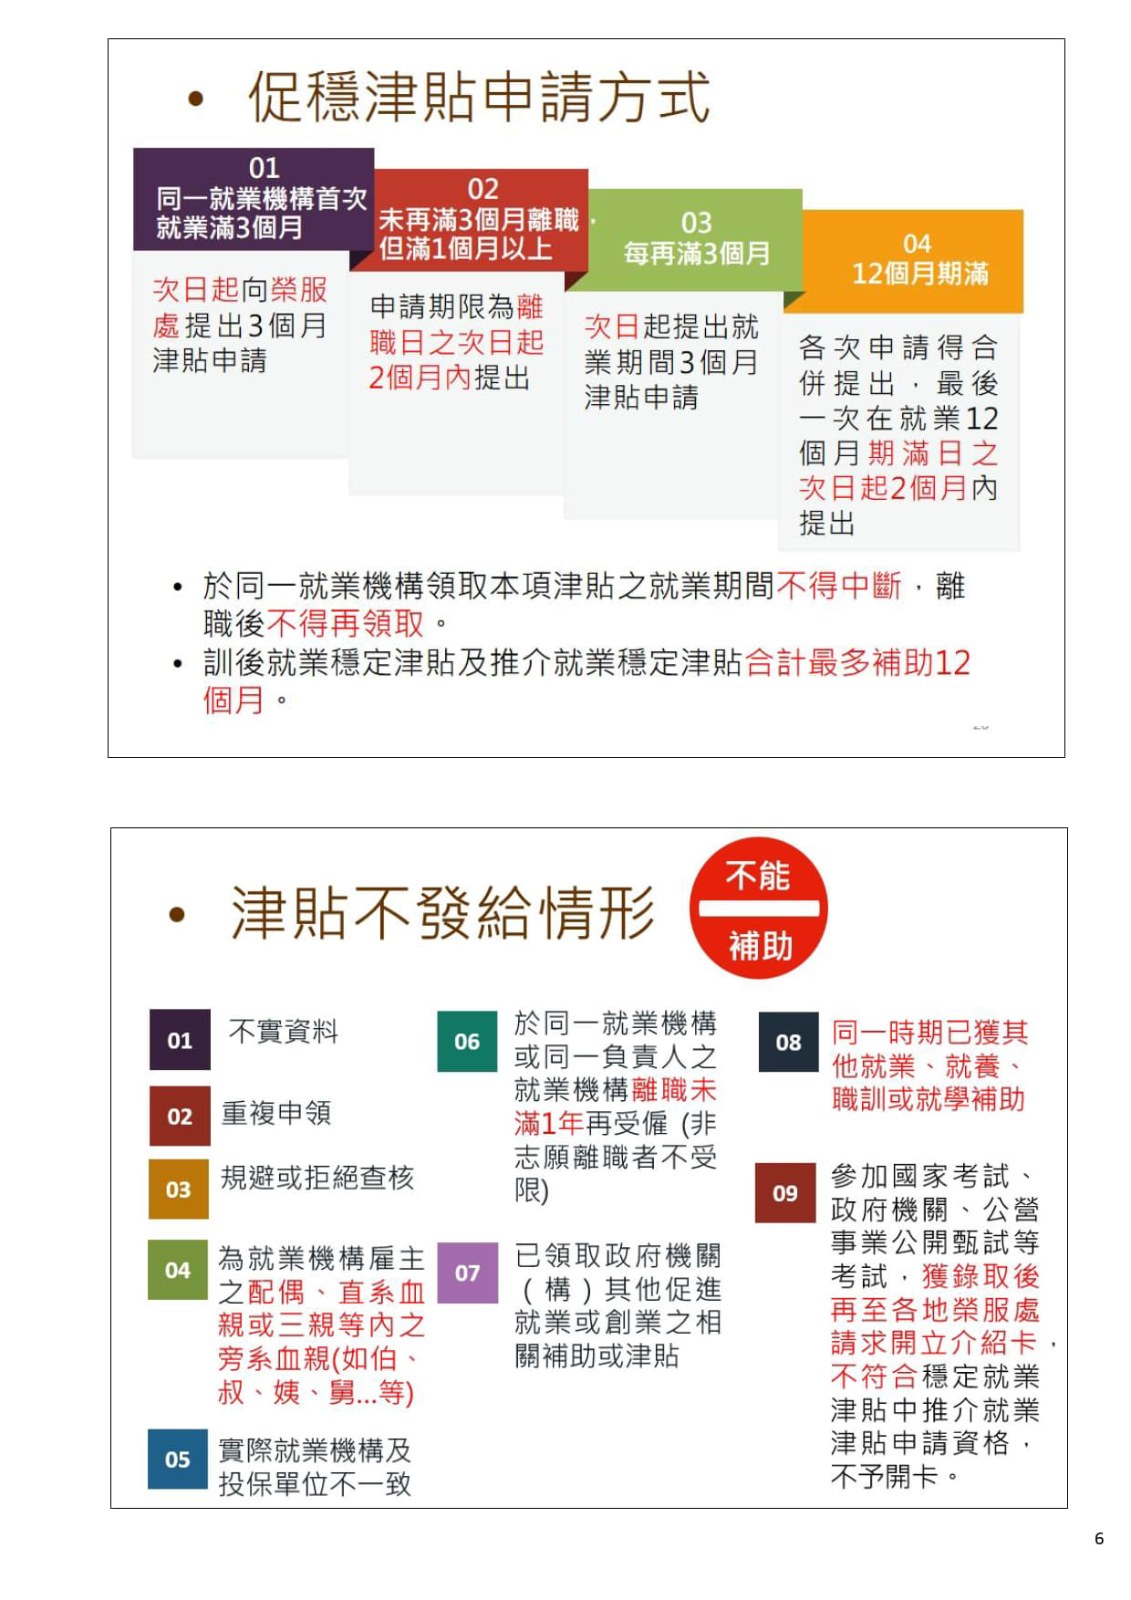 • 促穩津貼申請方式
01
同一就業機構首次
就業滿3個月
次日起向榮服
處提出3個月
津貼申請
02
未再滿3個月離職，
但滿1個月以上
申請期限為離
職日之次日起
2個月內提出
03
每再滿3個月
次日起提出就
業期間3個月
津貼申請
04
12個月期滿
各次申請得合
併提出，最後
一次在就業12
個月期滿日之
次日起2個月內
提出
• 於同一就業機構領取本項津貼之就業期間不得中斷，離
職後不得再領取。
• 訓後就業穩定津貼及推介就業穩定津貼合計最多補助12
個月。
• 津貼不發給情形
不能
補助
01
不實資料
02
重複申領
03
規避或拒絕查核
04
為就業機構雇主
之配偶、直系血
親或三親等內之
旁系血親(如伯、
叔、姨、舅...等)
05
實際就業機構及
投保單位不一致
06
於同一就業機構
或同一負責人之
就業機構離職未
滿1年再受僱 (非
志願離職者不受
限)
07
已領取政府機關
（構）其他促進
就業或創業之相
關補助或津貼
08
同一時期已獲其
他就業、就養、
職訓或就學補助
09
參加國家考試、
政府機關、公營
事業公開甄試等
考試，獲錄取後
再至各地榮服處
請求開立介紹卡，
不符合穩定就業
津貼中推介就業
津貼申請資格，
不予開卡。
6